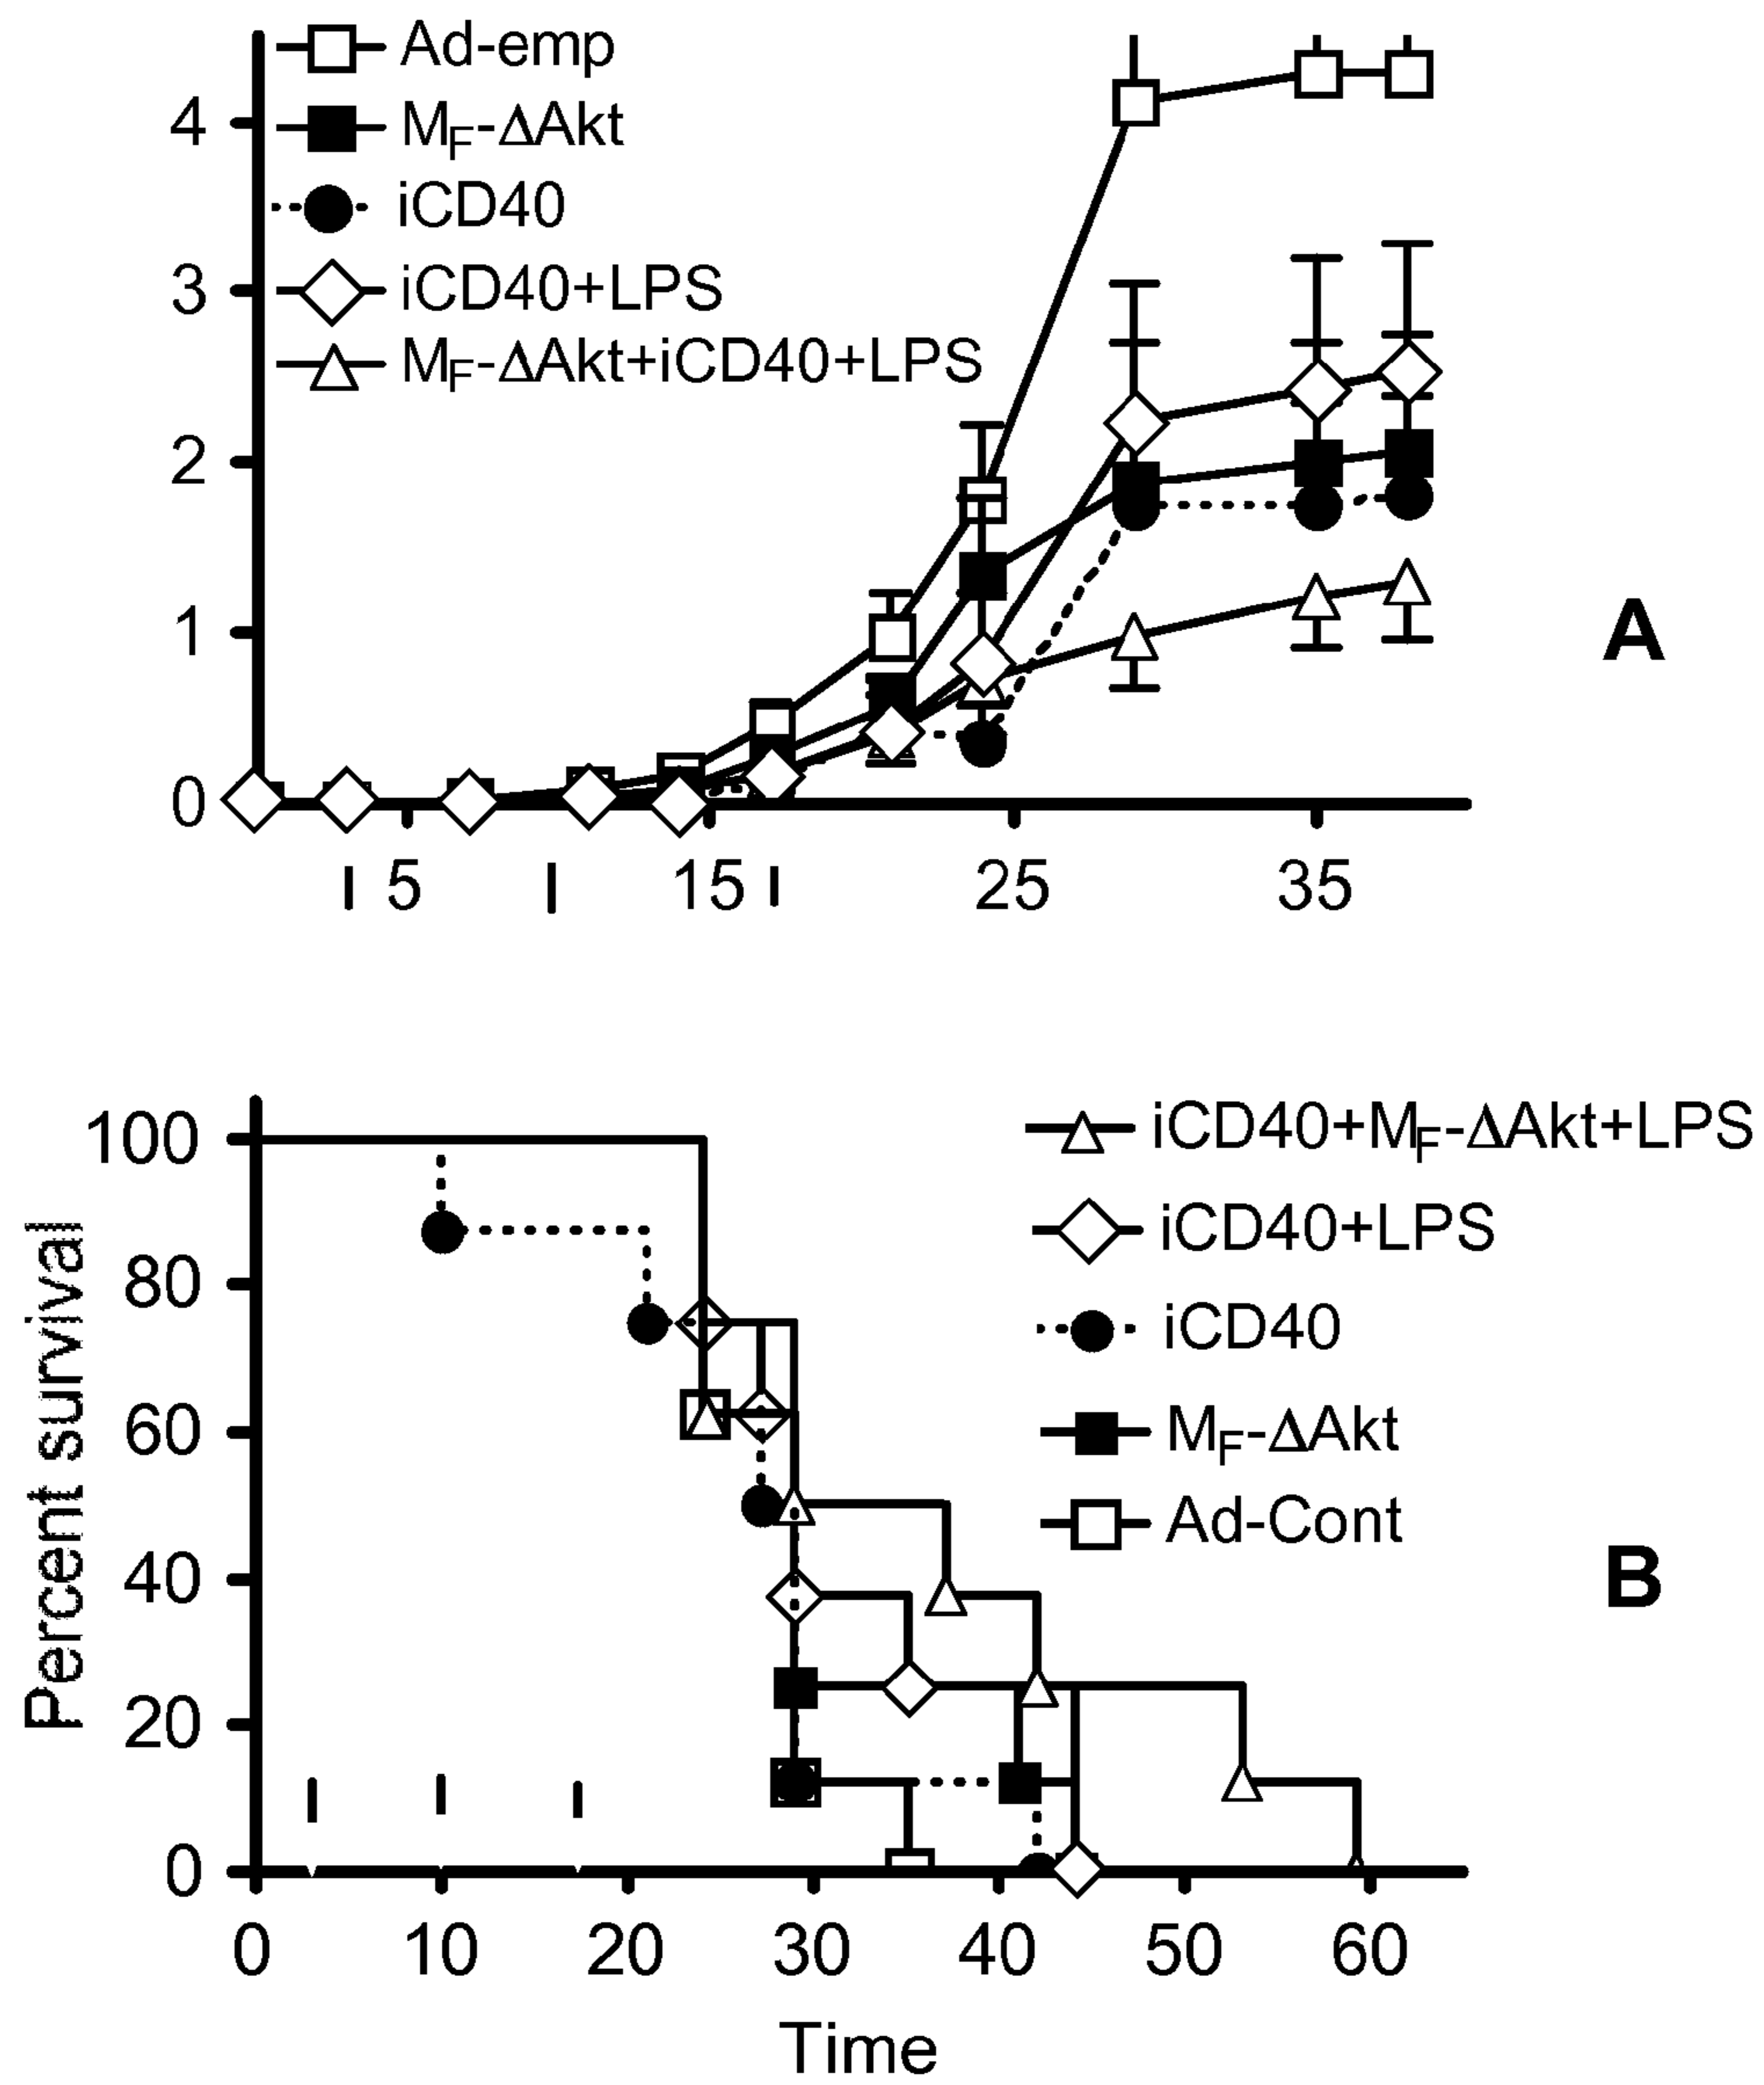 Ad-emp
4
MF-ΔAkt
iCD40
3
iCD40+LPS
MF-ΔAkt+iCD40+LPS
2
1
A
0
5 15 25 35
100
iCD40+MF-ΔAkt+LPS
iCD40+LPS
80
iCD40
60
MF-ΔAkt
Ad-Cont
40
B
20
0
Percent survival
0 10 20 30 40 50 60
Time